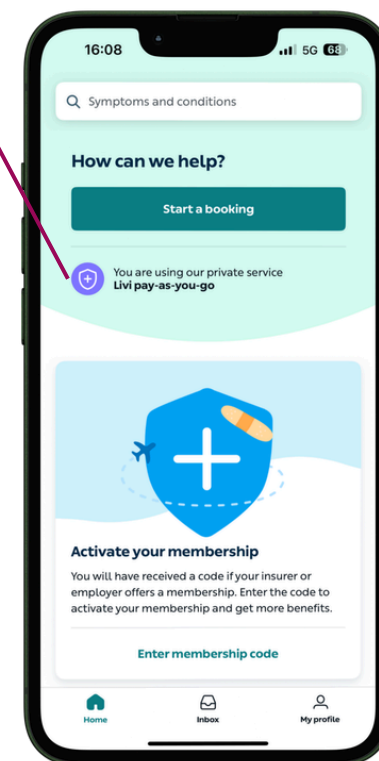 16:08 5G 68
Symptoms and conditions
How can we help?
Start a booking
You are using our private service
Livi pay-as-you-go
Activate your membership
You will have received a code if your insurer or
employer offers a membership. Enter the code to
activate your membership and get more benefits.
Enter membership code
Home Inbox My profile